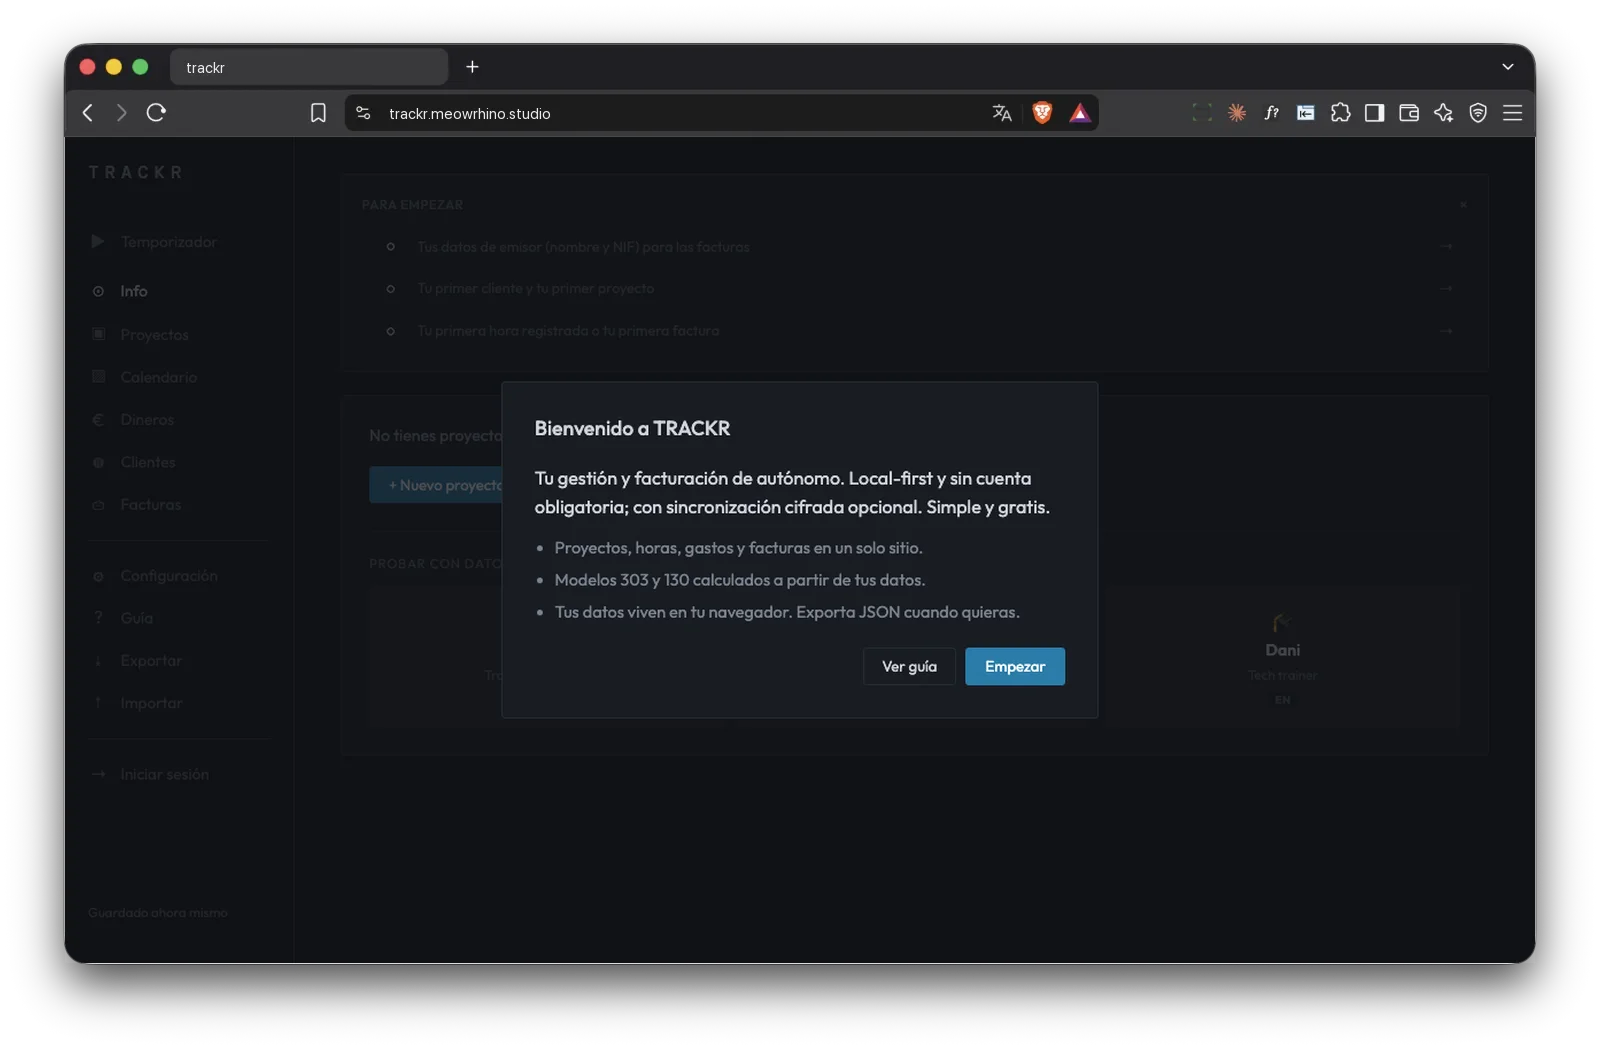 trackr
trackr.meowrhino.studio
TRACKR
Temporizador
Info
Proyectos
Calendario
Dineros
Clientes
Facturas
Configuración
Guía
Exportar
Importar
Iniciar sesión
Guardado ahora mismo
PARA EMPEZAR
Tus datos de emisor (nombre y NIF) para las facturas
Tu primer cliente y tu primer proyecto
Tu primera hora registrada o tu primera factura
No tienes proyecto
+ Nuevo proyecto
PROBAR CON DATO
Bienvenido a TRACKR
Tu gestión y facturación de autónomo. Local-first y sin cuenta
obligatoria; con sincronización cifrada opcional. Simple y gratis.
Proyectos, horas, gastos y facturas en un solo sitio.
Modelos 303 y 130 calculados a partir de tus datos.
Tus datos viven en tu navegador. Exporta JSON cuando quieras.
Ver guía
Empezar
Dani
Tech trainer
EN